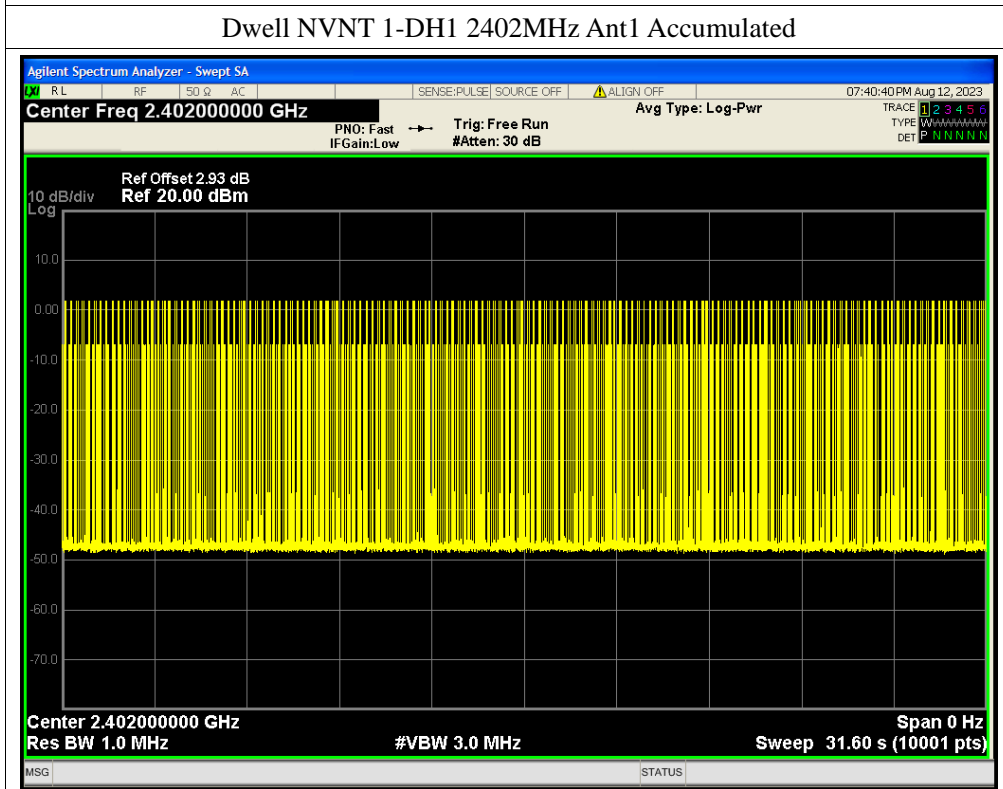 Dwell NVNT 1-DH1 2402MHz Ant1 Accumulated
Agilent Spectrum Analyzer - Swept SA
LXI RL RF 50 Ω AC SENSE:PULSE SOURCE OFF ALIGN OFF 07:40:40 PM Aug 12, 2023
Center Freq 2.402000000 GHz Avg Type: Log-Pwr TRACE 1 2 3 4 5 6
PNO: Fast Trig: Free Run TYPE WWWWWW
IFGain:Low #Atten: 30 dB DET P N N N N N
Ref Offset 2.93 dB
10 dB/div Ref 20.00 dBm
Log
10.0
0.00
-10.0
-20.0
-30.0
-40.0
-50.0
-60.0
-70.0
Center 2.402000000 GHz Span 0 Hz
Res BW 1.0 MHz #VBW 3.0 MHz Sweep 31.60 s (10001 pts)
MSG STATUS